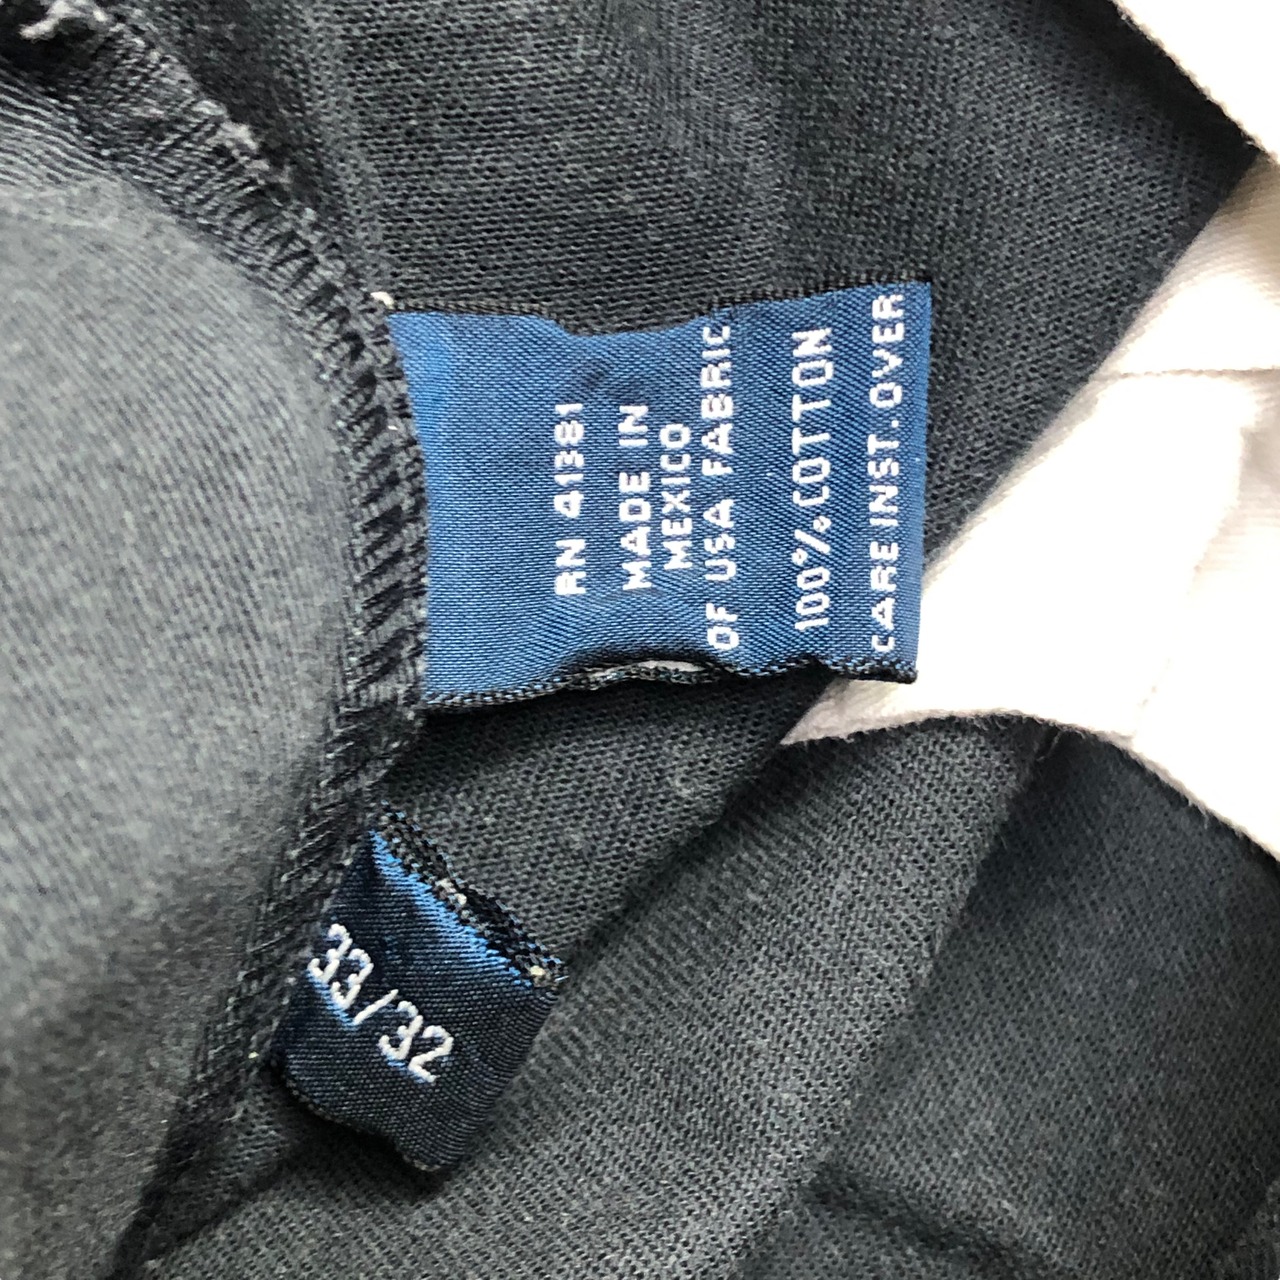 RN 41381
MADE IN
MEXICO
OF USA FABRIC
100% COTTON
CARE INST. OVER
33/32